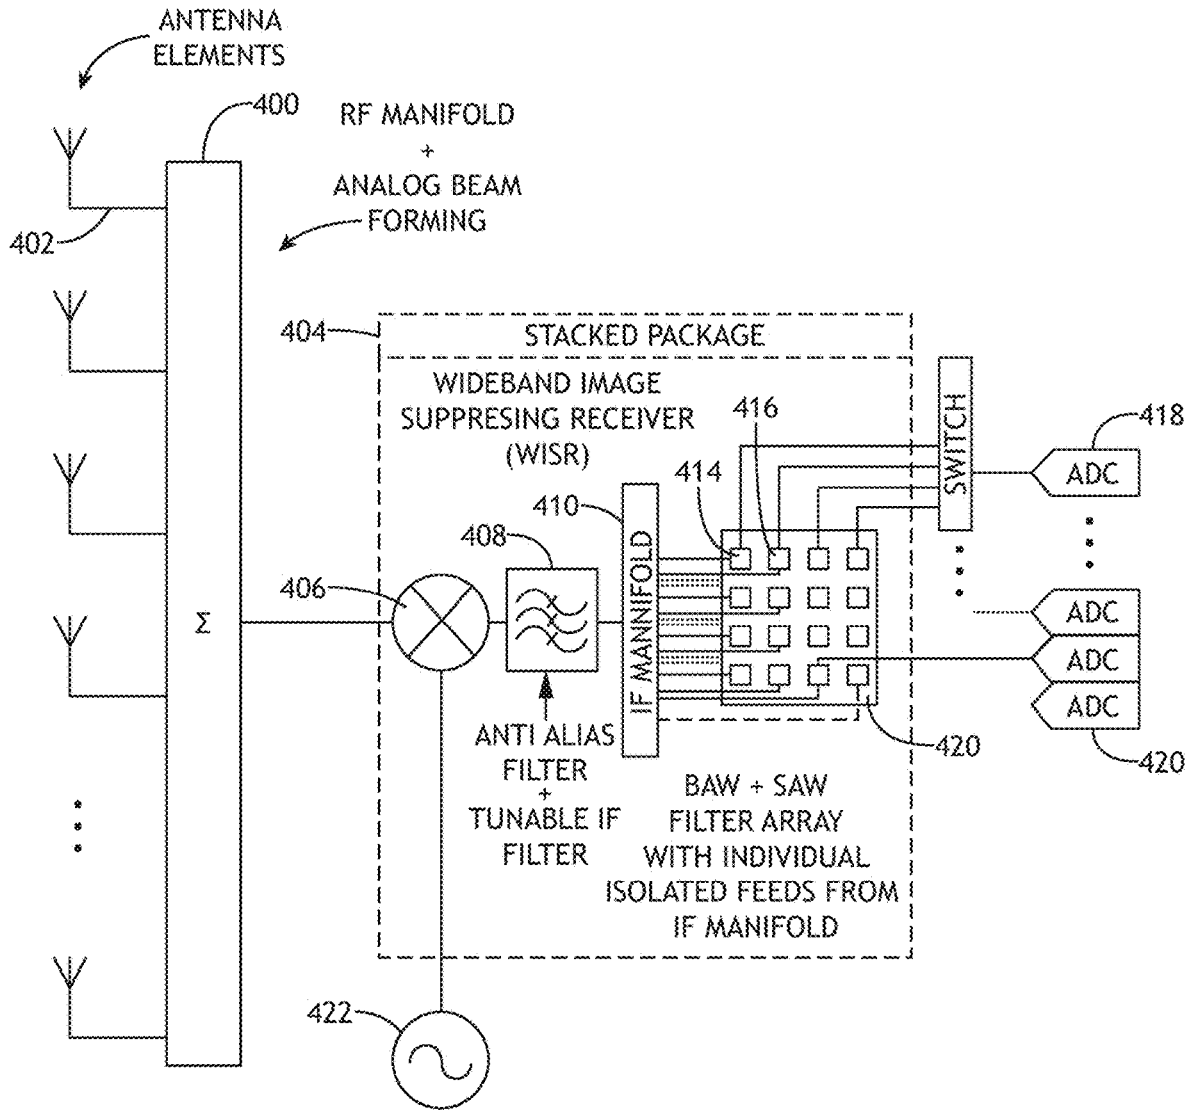 ANTENNA
ELEMENTS
400
RF MANIFOLD
+
ANALOG BEAM
FORMING
402
404
STACKED PACKAGE
WIDEBAND IMAGE
SUPPRESING RECEIVER
(WISR)
416
414
SWITCH
418
ADC
410
408
406
IF MANNIFOLD
Σ
ADC
ADC
ADC
420
420
ANTI ALIAS
FILTER
+
TUNABLE IF
FILTER
BAW + SAW
FILTER ARRAY
WITH INDIVIDUAL
ISOLATED FEEDS FROM
IF MANIFOLD
422